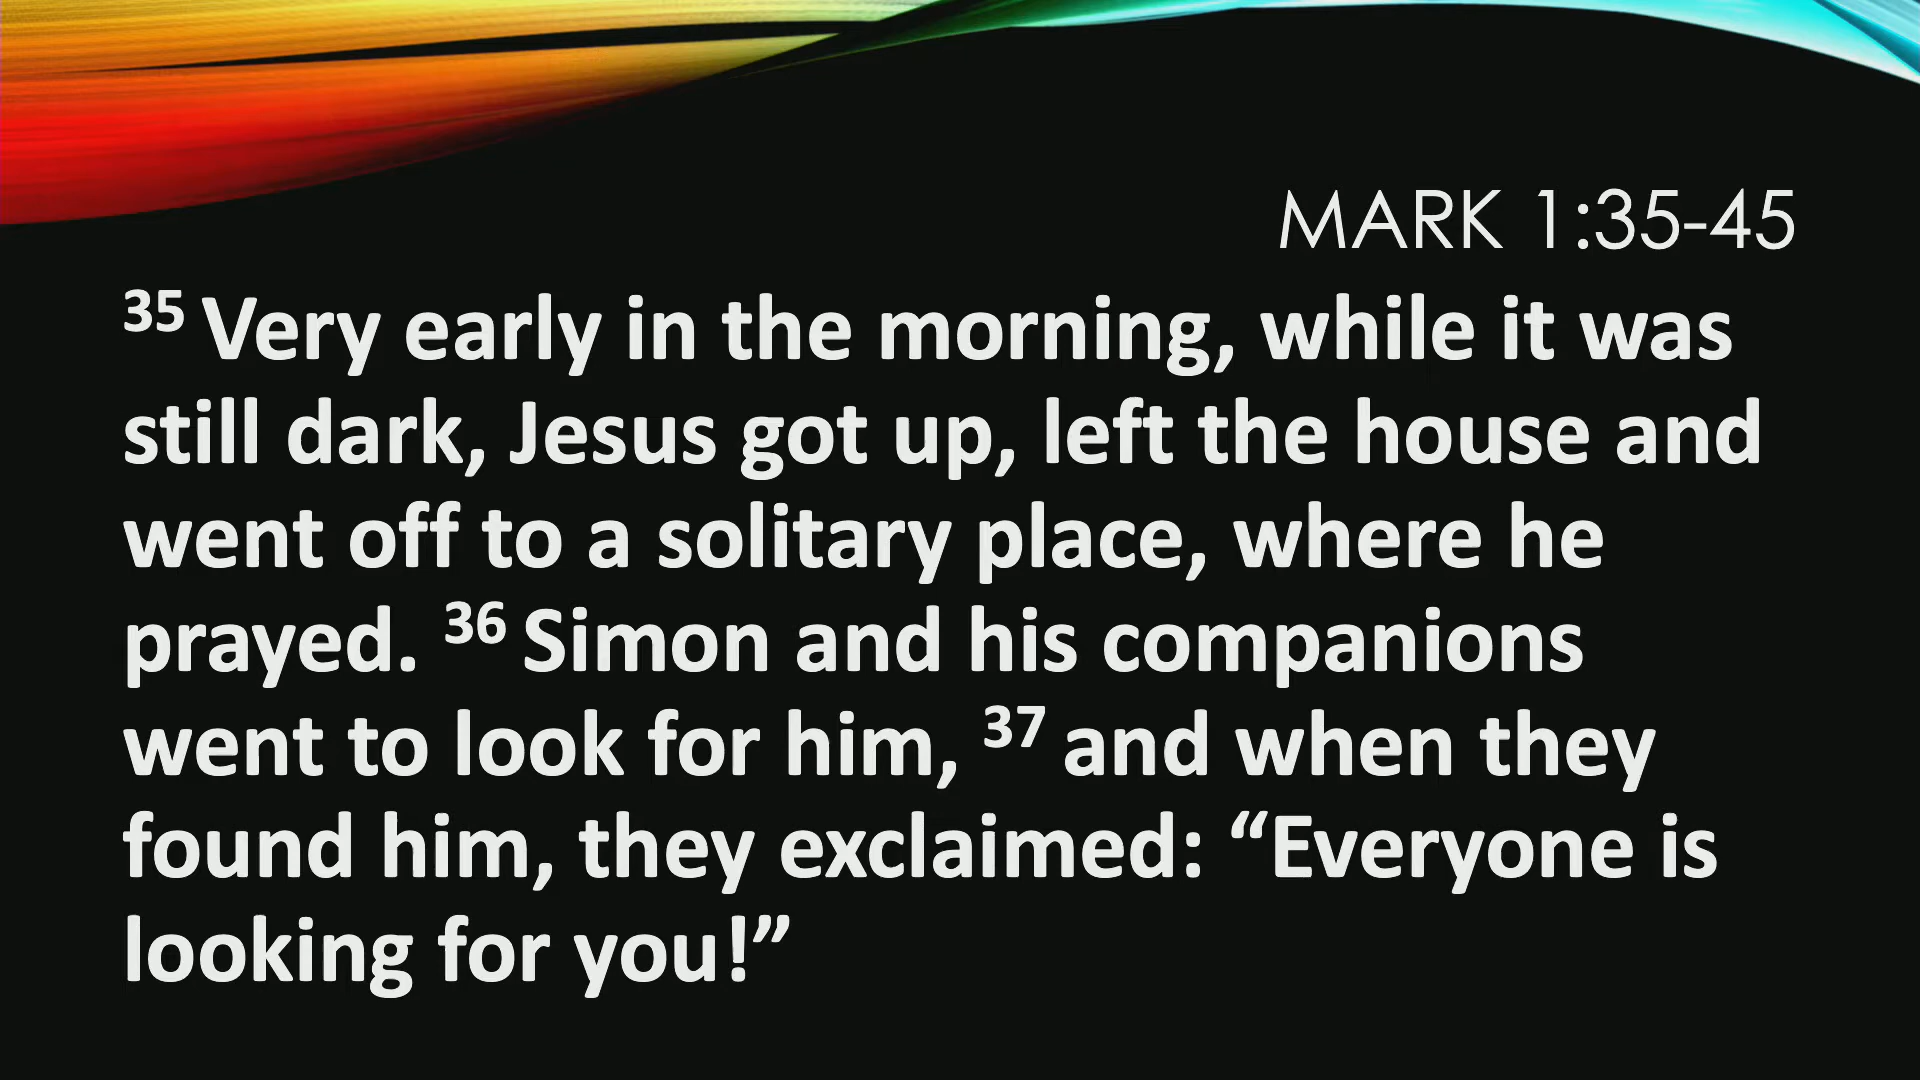 MARK 1:35-45
35 Very early in the morning, while it was
still dark, Jesus got up, left the house and
went off to a solitary place, where he
prayed. 36 Simon and his companions
went to look for him, 37 and when they
found him, they exclaimed: “Everyone is
looking for you!”